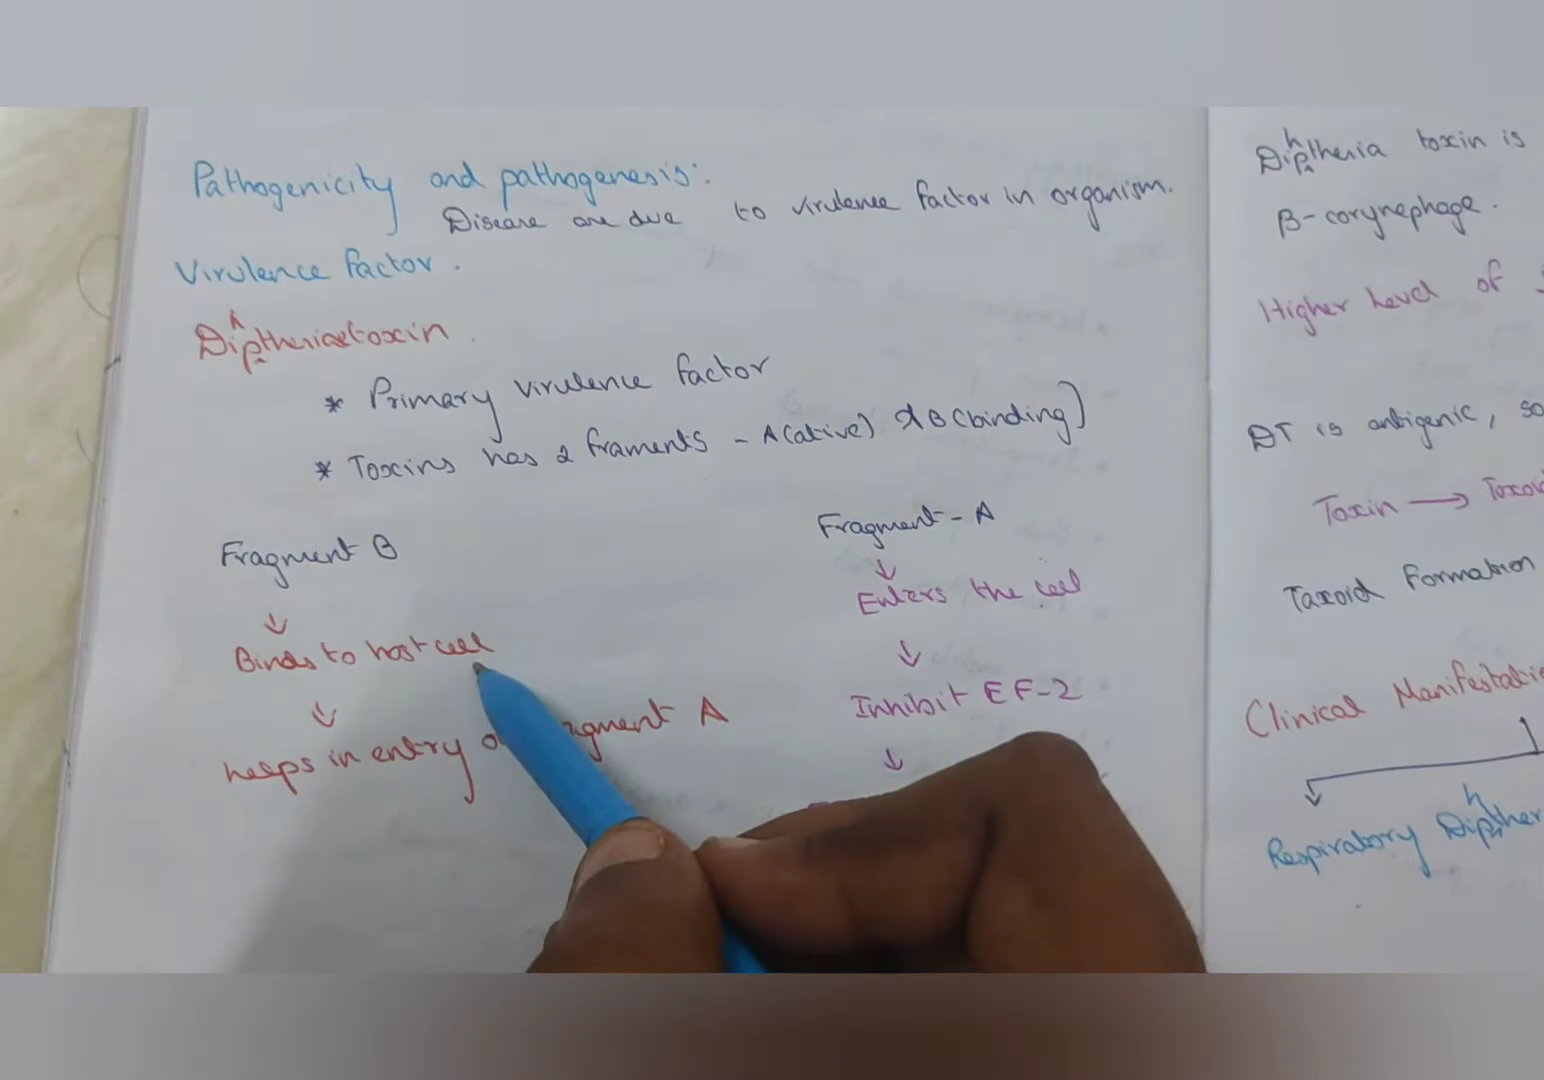 Pathogenicity and pathogenesis:
Disease are due to virulence factor in organism.
Virulence factor.
Diptheriaetoxin
h
* Primary virulence factor
* Toxins has 2 framents - A(ative) & B(binding)]
Fragment B
↓
Binds to host cell
↓
helps in entry
A
Fragment - A
↓
Enters the cell
↓
Inhibit EF-2
↓
Diptheria toxin is
h
β-corynephage.
Higher Level of
DT is antigenic, so
Toxin → Toxoid
Toxoid Formation
Clinical Manifestati
Respiratory Dipther
h